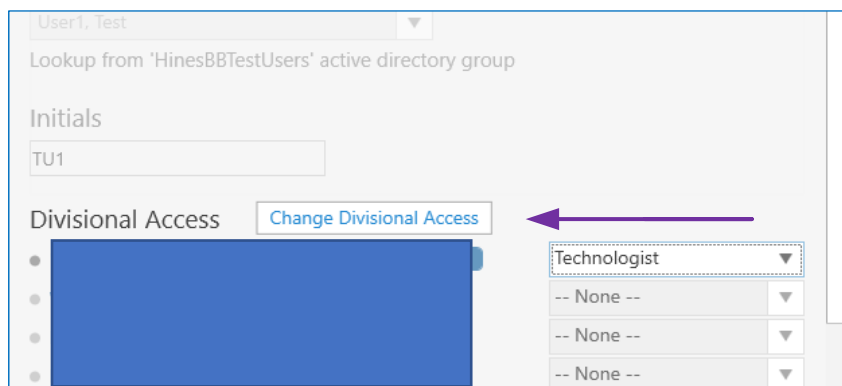 User1, Test
Lookup from 'HinesBBTestUsers' active directory group
Initials
TU1
Divisional Access
Change Divisional Access
Technologist
-- None --
-- None --
-- None --